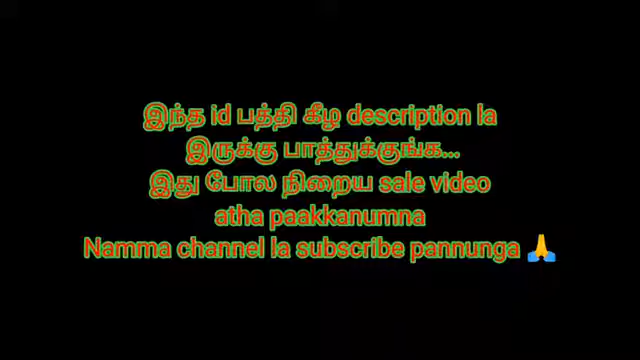 இந்த id பத்தி கீழ description la
இருக்கு பாத்துக்குங்க...
இது போல நிறைய sale video
atha paakkanumna
Namma channel la subscribe pannunga 🙏